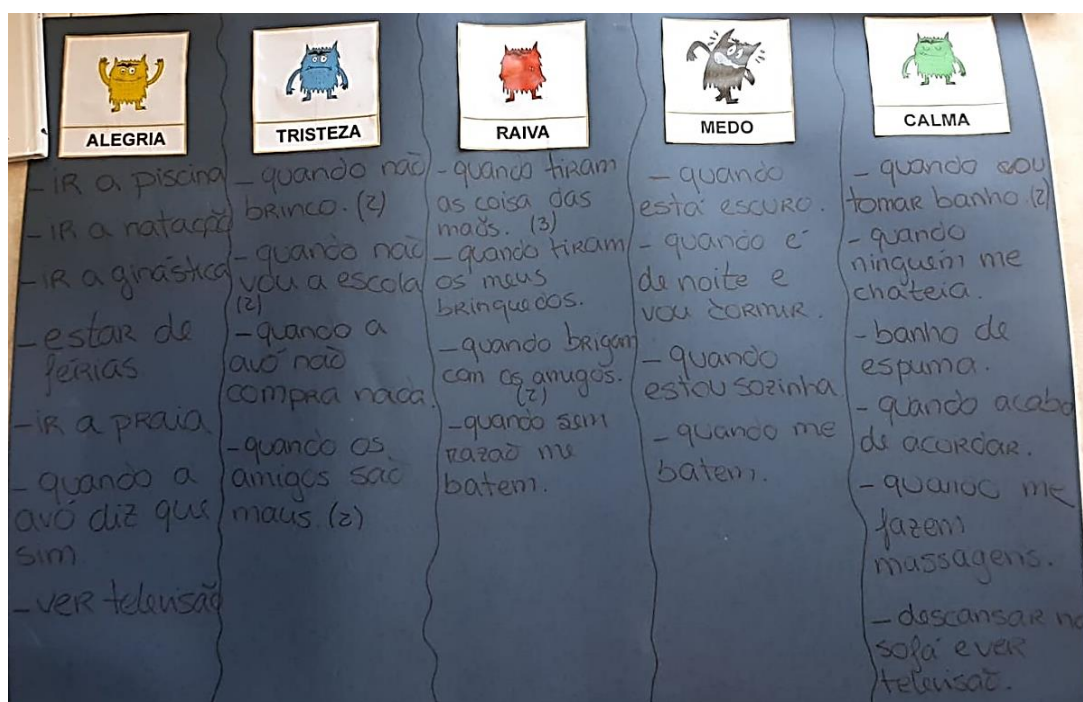 ALEGRIA
- IR a piscina
- IR a natação
- IR a ginástica
- estar de
férias
- iR a praia
- quando a
avó diz que
sim
- ver televisão
TRISTEZA
- quando não
brinco. (2)
- quando não
vou a escola
(2)
- quando a
avó não
compra nada.
- quando os
amigos são
maus. (2)
RAIVA
- quando tiram
as coisa das
mãos. (3)
- quando tiram
os meus
brinquedos.
- quando brigam
com os amigos.
(2)
- quando sem
razão me
batem.
MEDO
- quando
está escuro.
- quando é
de noite e
vou dormir.
- quando
estou sozinha
- quando me
batem.
CALMA
- quando vou
tomar banho. (2)
- quando
ninguém me
chateia.
- banho de
espuma.
- quando acabo
de acordar.
- quando me
fazem
massagens.
- descansar no
sofá e ver
televisão.